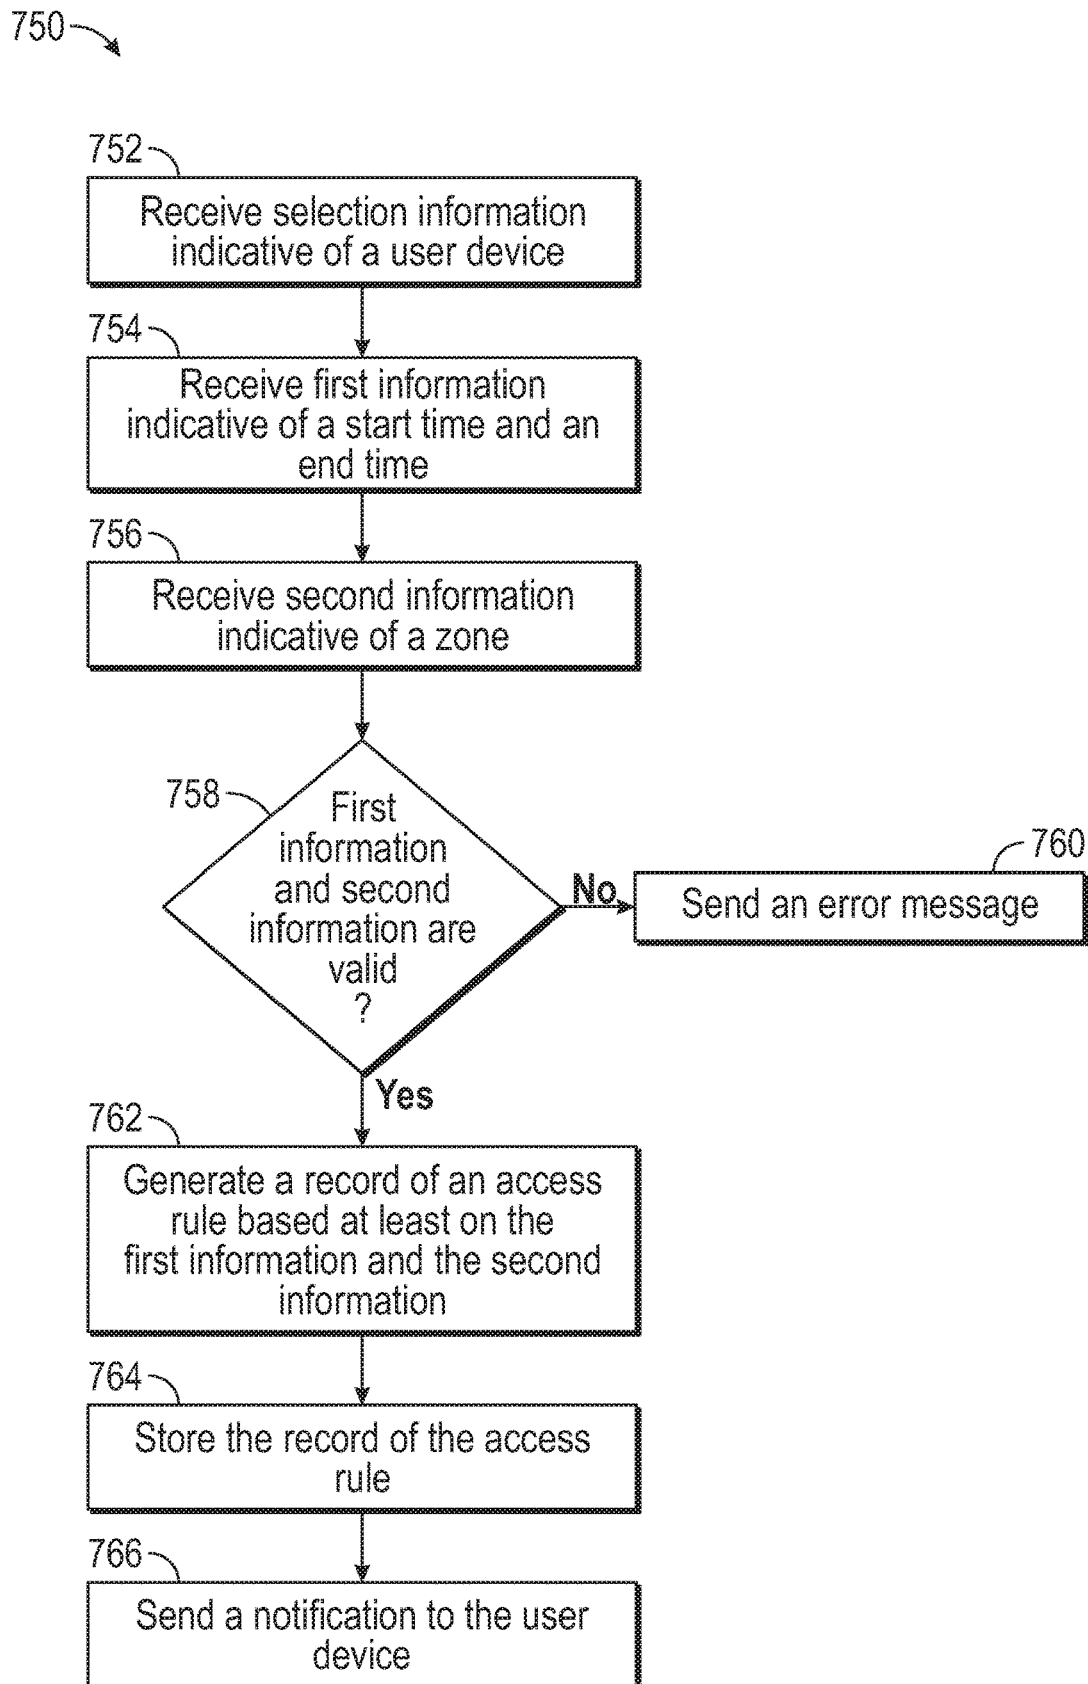 750
752
Receive selection information
indicative of a user device
754
Receive first information
indicative of a start time and an
end time
756
Receive second information
indicative of a zone
758
First
information
and second
information are
valid
?
No
760
Send an error message
Yes
762
Generate a record of an access
rule based at least on the
first information and the second
information
764
Store the record of the access
rule
766
Send a notification to the user
device